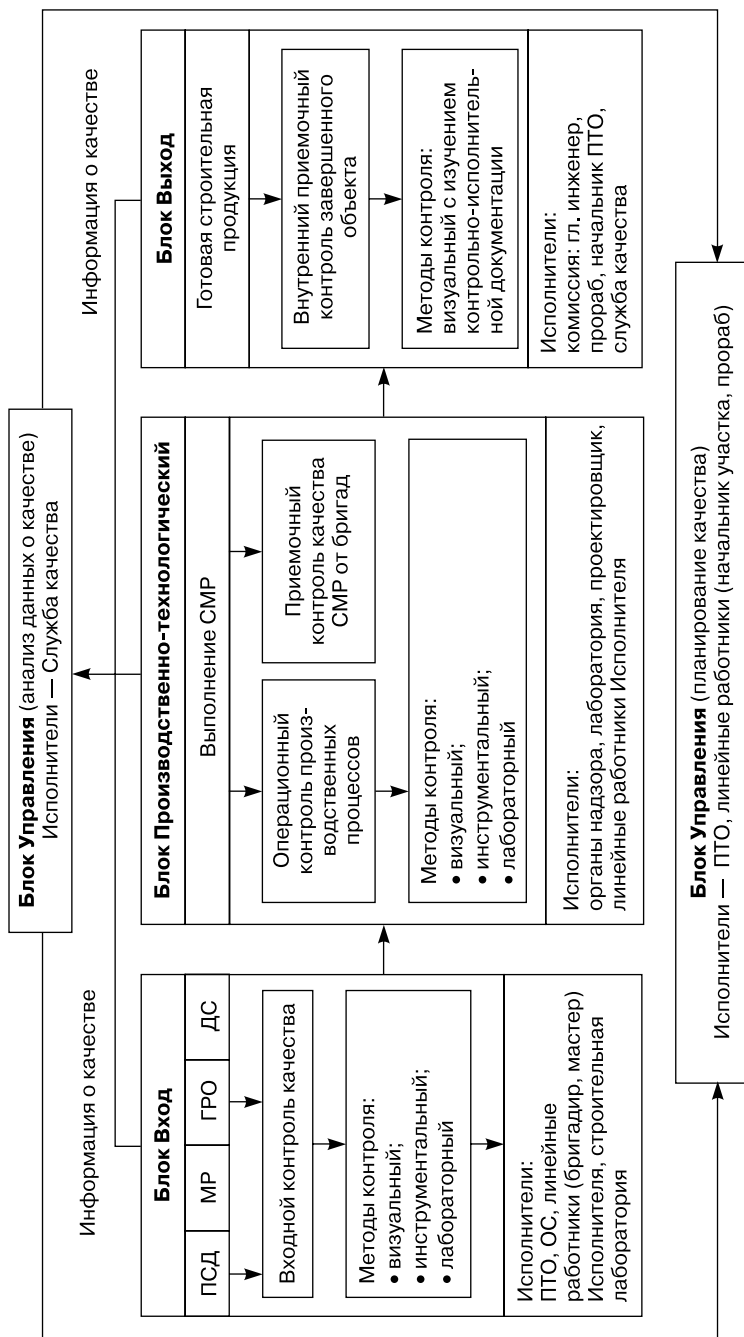 Блок Управления (анализ данных о качестве)
Исполнители — Служба качества
Информация о качестве
Информация о качестве
Блок Вход
ПСД
МР
ГРО
ДС
Входной контроль качества
Методы контроля:
• визуальный;
• инструментальный;
• лабораторный
Исполнители:
ПТО, ОС, линейные
работники (бригадир, мастер)
Исполнителя, строительная
лаборатория
Блок Производственно-технологический
Выполнение СМР
Операционный
контроль произ-
водственных
процессов
Приемочный
контроль качества
СМР от бригад
Методы контроля:
• визуальный;
• инструментальный;
• лабораторный
Исполнители:
органы надзора, лаборатория, проектировщик,
линейные работники Исполнителя
Блок Выход
Готовая строительная
продукция
Внутренний приемочный
контроль завершенного
объекта
Методы контроля:
визуальный с изучением
контрольно-исполнитель-
ной документации
Исполнители:
комиссия: гл. инженер,
прораб, начальник ПТО,
служба качества
Блок Управления (планирование качества)
Исполнители — ПТО, линейные работники (начальник участка, прораб)